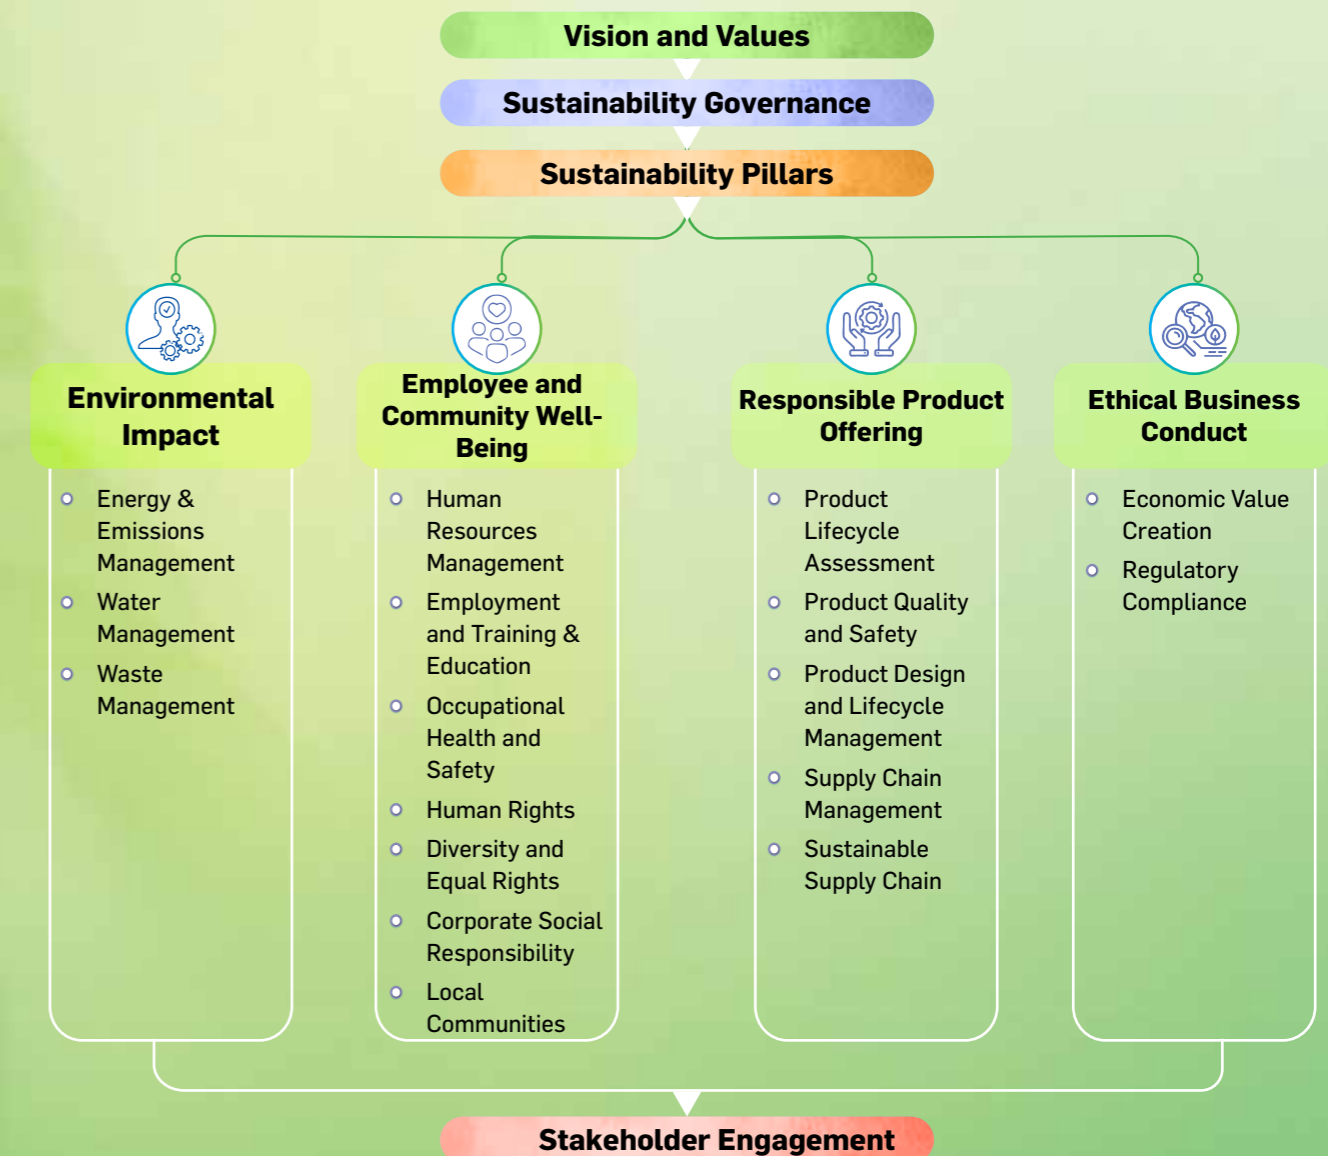 Vision and Values
Sustainability Governance
Sustainability Pillars
Environmental
Impact
Energy &
Emissions
Management
Water
Management
Waste
Management
Employee and
Community Well-
Being
Human
Resources
Management
Employment
and Training &
Education
Occupational
Health and
Safety
Human Rights
Diversity and
Equal Rights
Corporate Social
Responsibility
Local
Communities
Responsible Product
Offering
Product
Lifecycle
Assessment
Product Quality
and Safety
Product Design
and Lifecycle
Management
Supply Chain
Management
Sustainable
Supply Chain
Ethical Business
Conduct
Economic Value
Creation
Regulatory
Compliance
Stakeholder Engagement